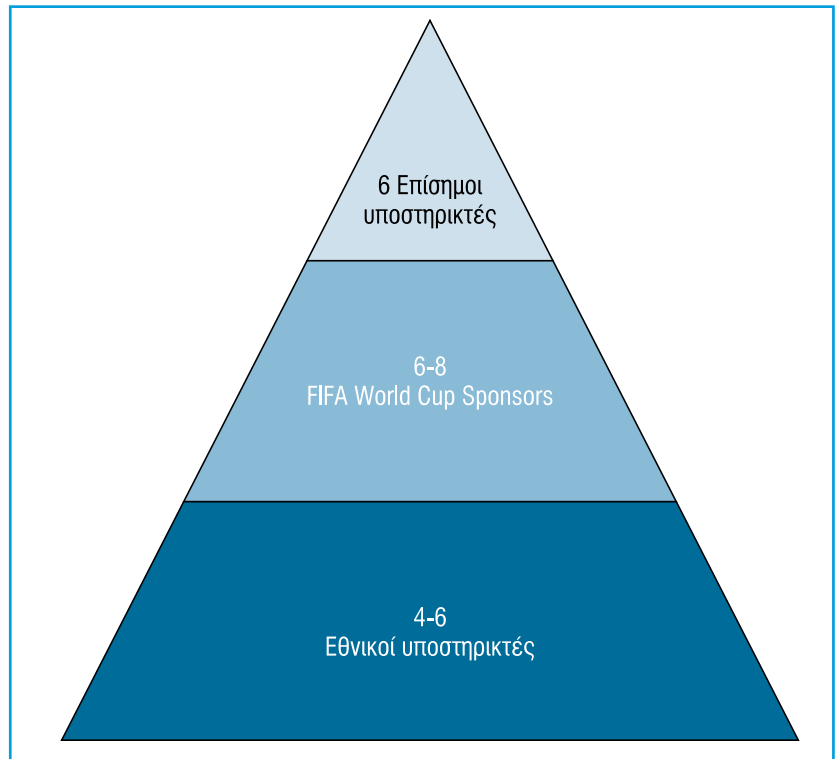 6 Επίσημοι
υποστηρικτές
6-8
FIFA World Cup Sponsors
4-6
Εθνικοί υποστηρικτές